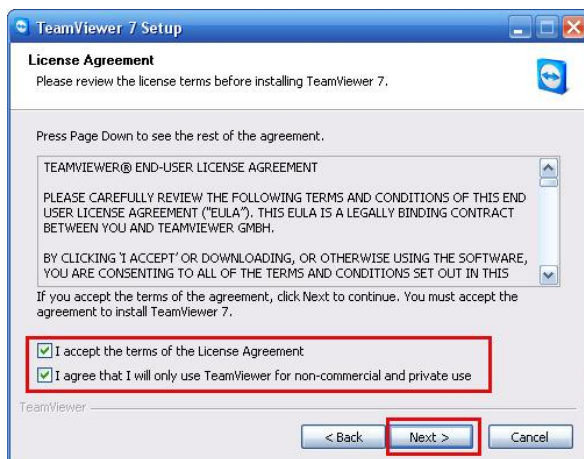 TeamViewer 7 Setup
License Agreement
Please review the license terms before installing TeamViewer 7.
Press Page Down to see the rest of the agreement.
TEAMVIEWER® END-USER LICENSE AGREEMENT
PLEASE CAREFULLY REVIEW THE FOLLOWING TERMS AND CONDITIONS OF THIS END
USER LICENSE AGREEMENT ("EULA"). THIS EULA IS A LEGALLY BINDING CONTRACT
BETWEEN YOU AND TEAMVIEWER GMBH.
BY CLICKING 'I ACCEPT' OR DOWNLOADING, OR OTHERWISE USING THE SOFTWARE,
YOU ARE CONSENTING TO ALL OF THE TERMS AND CONDITIONS SET OUT IN THIS
If you accept the terms of the agreement, click Next to continue. You must accept the
agreement to install TeamViewer 7.
I accept the terms of the License Agreement
I agree that I will only use TeamViewer for non-commercial and private use
TeamViewer
< Back Next > Cancel